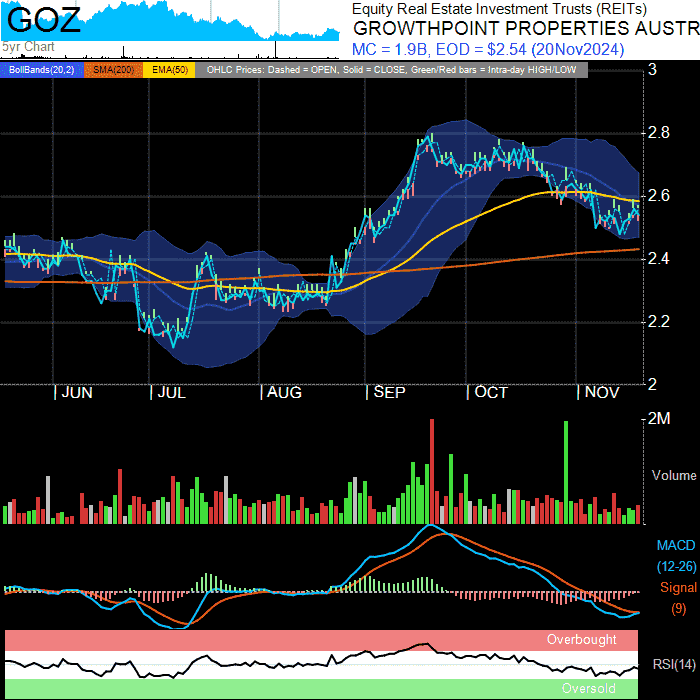 GOZ
5yr Chart
Equity Real Estate Investment Trusts (REITs)
GROWTHPOINT PROPERTIES AUSTR
MC = 1.9B, EOD = $2.54 (20Nov2024)
BollBands(20,2) SMA(200) EMA(50) OHLC Prices: Dashed = OPEN, Solid = CLOSE, Green/Red bars = Intra-day HIGH/LOW
3
2.8
2.6
2.4
2.2
2
JUN JUL AUG SEP OCT NOV
2M
Volume
MACD
(12-26)
Signal
(9)
Overbought
RSI(14)
Oversold